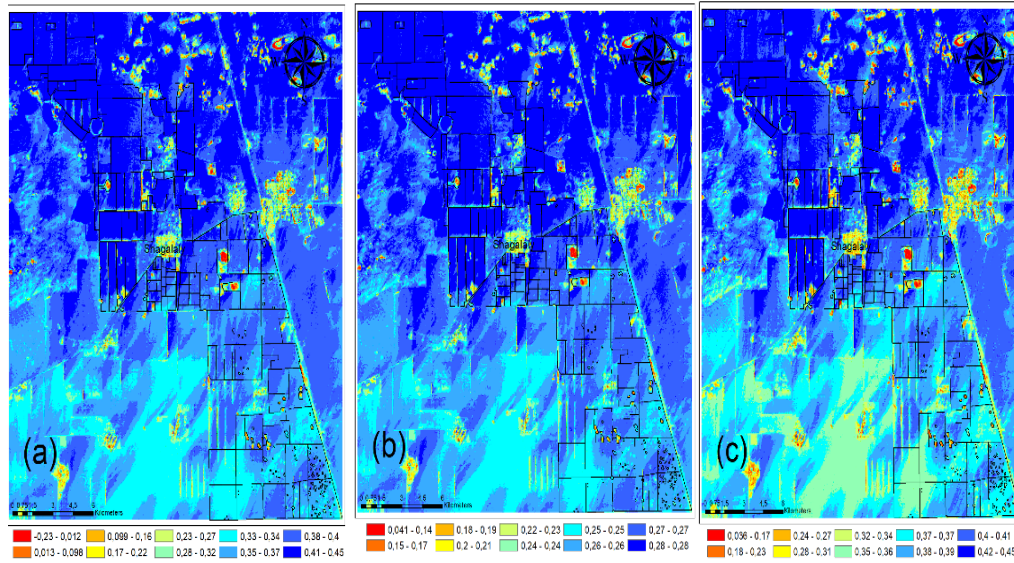 (a)
Kilometers
-0,23 - 0,012 0,099 - 0,16 0,23 - 0,27 0,33 - 0,34 0,38 - 0,4
0,013 - 0,098 0,17 - 0,22 0,28 - 0,32 0,35 - 0,37 0,41 - 0,45
(b)
Kilometers
0,041 - 0,14 0,18 - 0,19 0,22 - 0,23 0,25 - 0,25 0,27 - 0,27
0,15 - 0,17 0,2 - 0,21 0,24 - 0,24 0,26 - 0,26 0,28 - 0,28
(c)
Kilometers
0,036 - 0,17 0,24 - 0,27 0,32 - 0,34 0,37 - 0,37 0,4 - 0,41
0,18 - 0,23 0,28 - 0,31 0,35 - 0,36 0,38 - 0,39 0,42 - 0,45